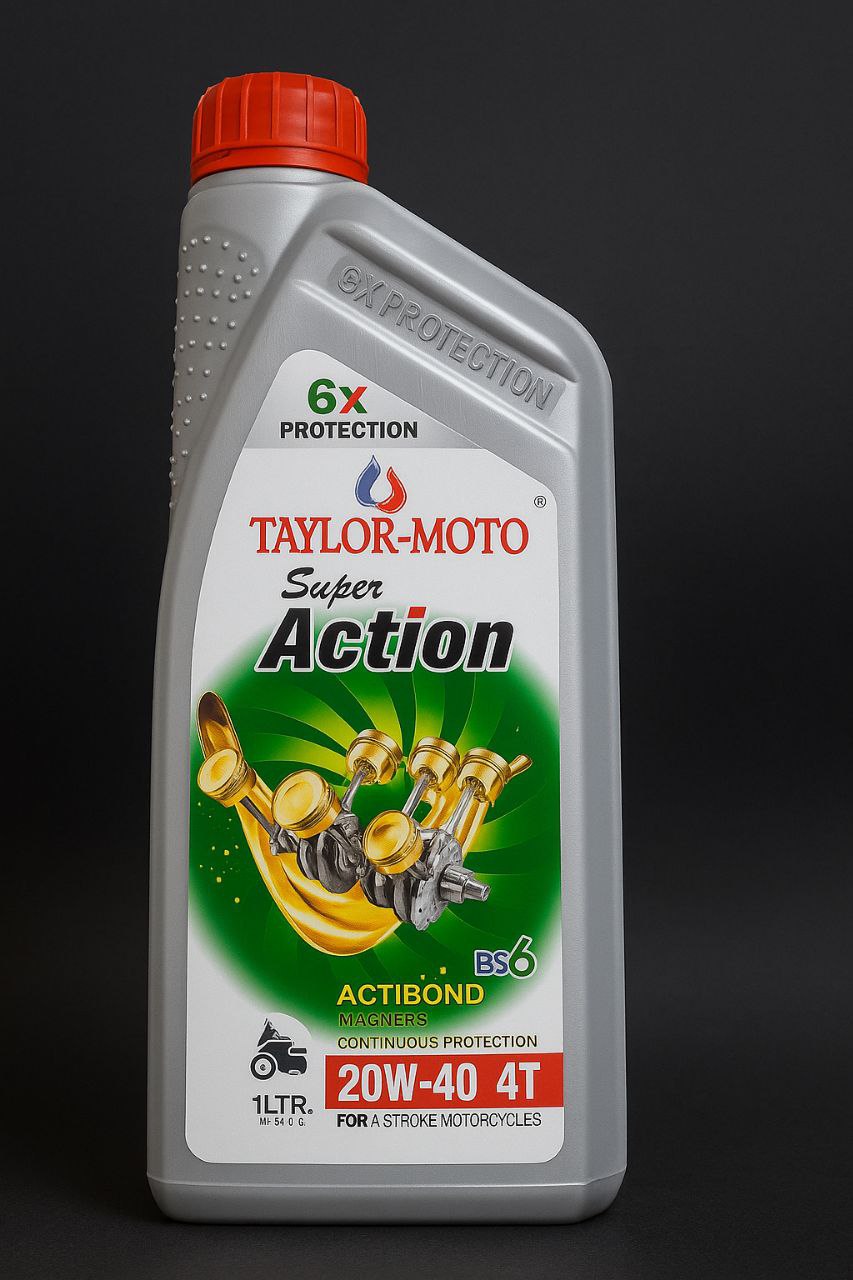 6X PROTECTION
6X
PROTECTION
®
TAYLOR-MOTO
Super
Action
BS6
ACTIBOND
MAGNERS
CONTINUOUS PROTECTION
20W-40 4T
1LTR.
FOR A STROKE MOTORCYCLES